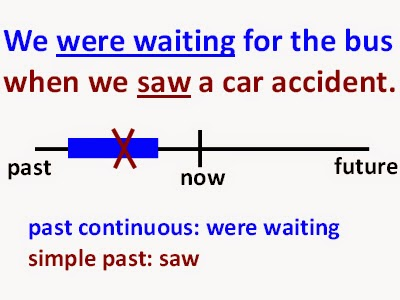 We were waiting for the bus
when we saw a car accident.
past
now
future
past continuous: were waiting
simple past: saw